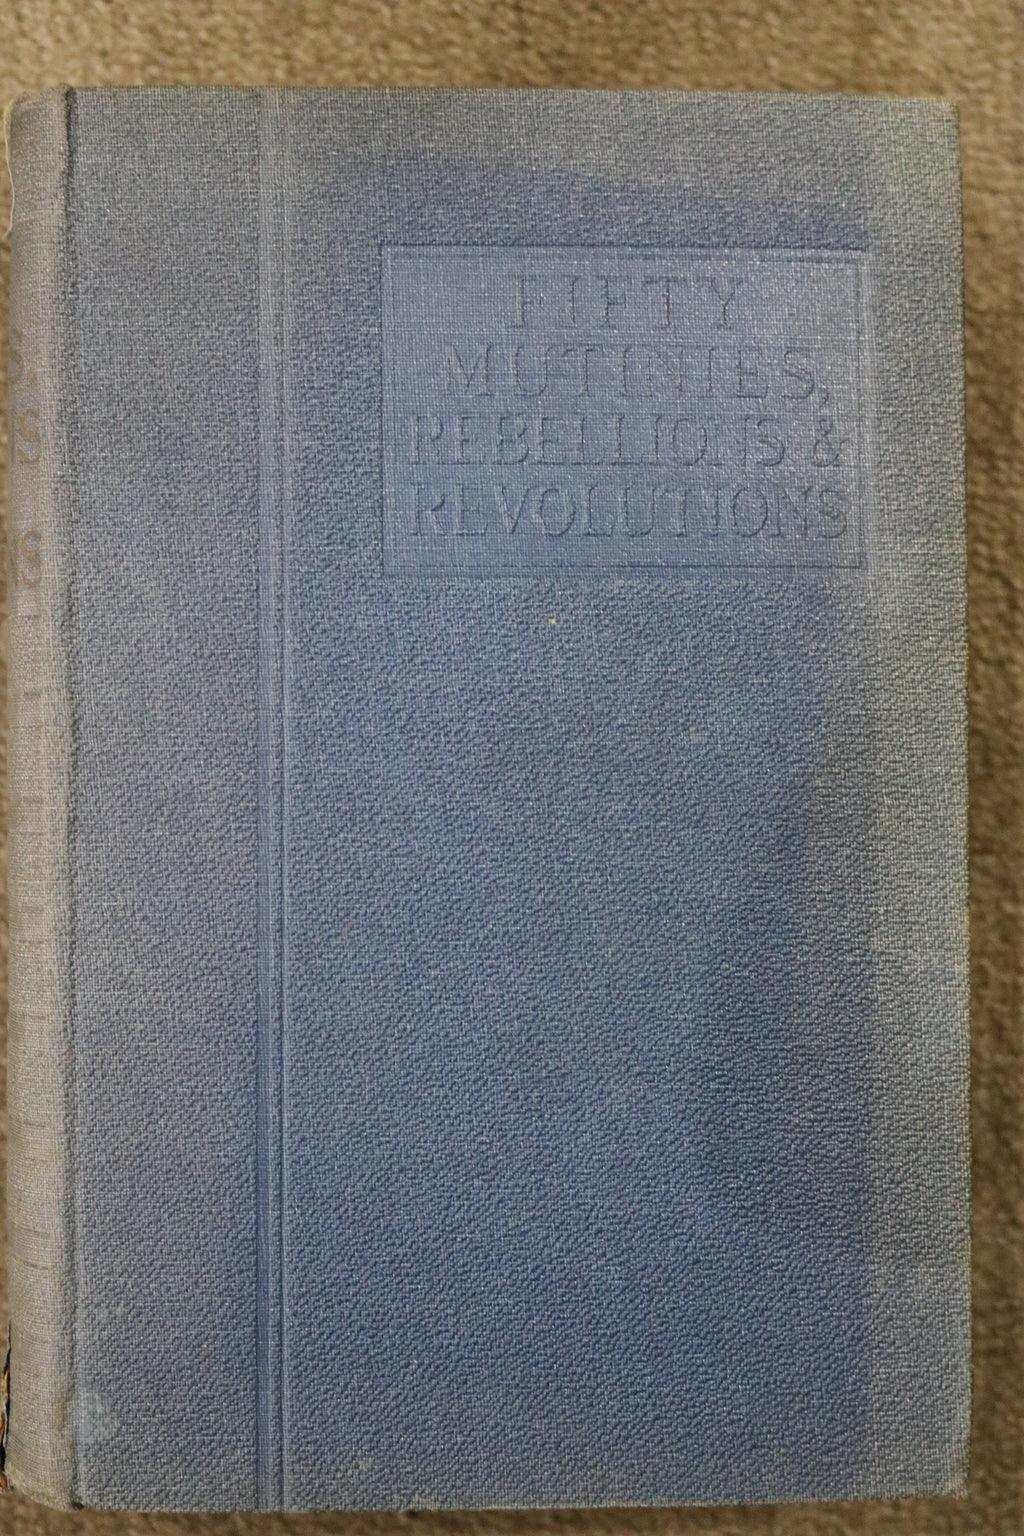 FIFTY
MUTINIES,
REBELLIONS &
REVOLUTIONS